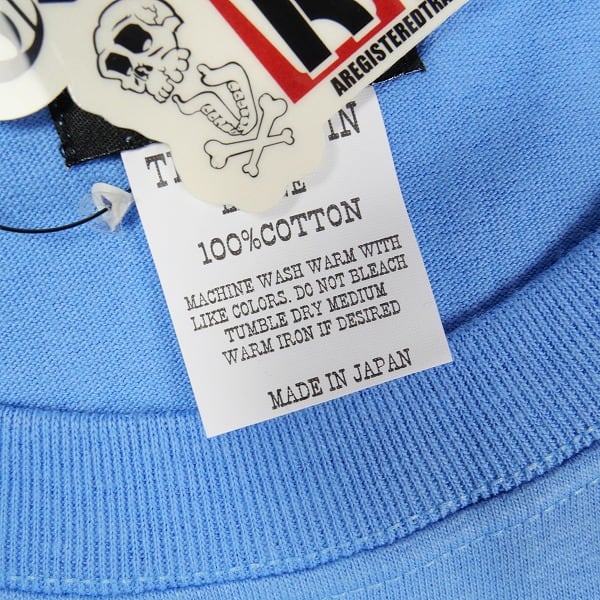 AREGISTEREDTRA
IN
100%COTTON
MACHINE WASH WARM WITH
LIKE COLORS. DO NOT BLEACH
TUMBLE DRY MEDIUM
WARM IRON IF DESIRED
MADE IN JAPAN